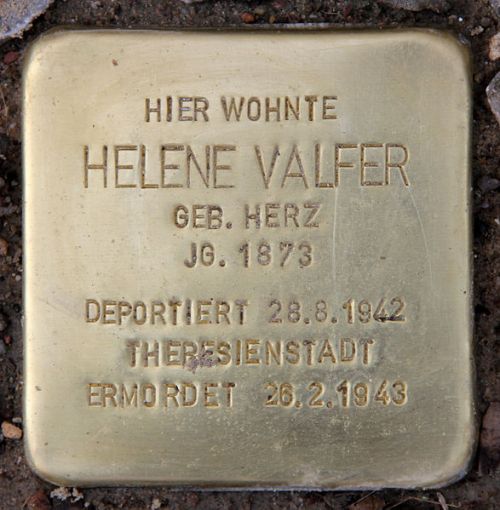 HIER WOHNTE
HELENE VALFER
GEB. HERZ
JG. 1873
DEPORTIERT 28.8.1942
THERESIENSTADT
ERMORDET 26.2.1943